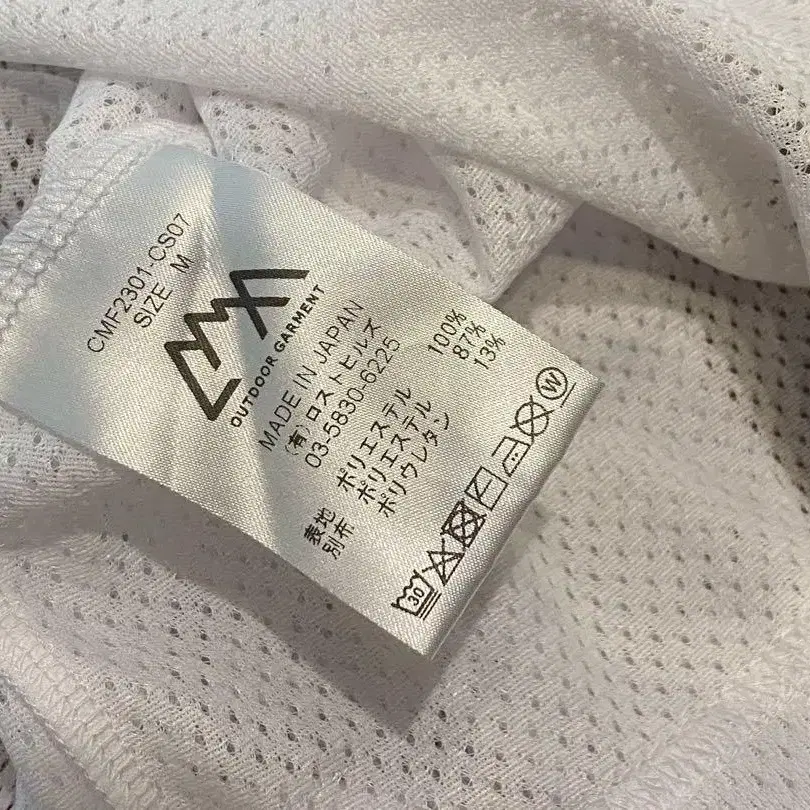 CMF2301-CS07
SIZE M
OUTDOOR GARMENT
MADE IN JAPAN
(有)ロストヒルズ
03-5830-6225
表地 ポリエステル 100%
別布 ポリエステル 87%
ポリウレタン 13%
30
W